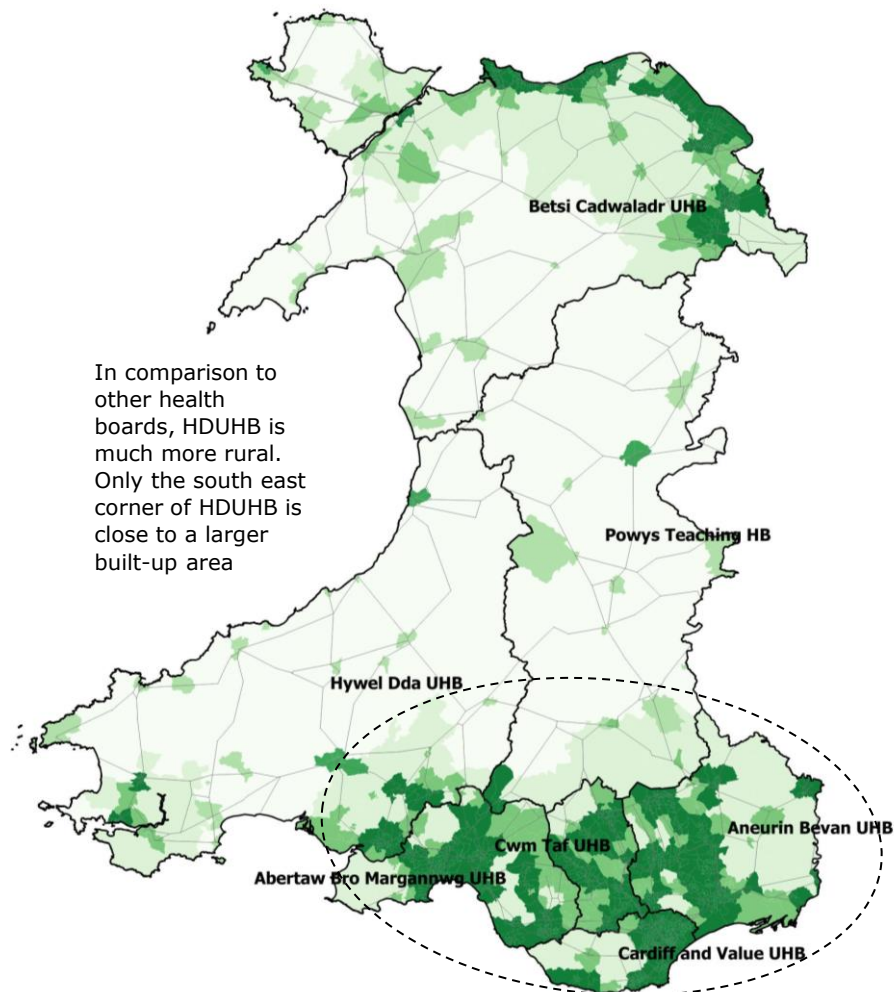 Betsi Cadwaladr UHB
In comparison to
other health
boards, HDUHB is
much more rural.
Only the south east
corner of HDUHB is
close to a larger
built-up area
Powys Teaching HB
Hywel Dda UHB
Aneurin Bevan UHB
Cwm Taf UHB
Abertaw Bro Margannwg UHB
Cardiff and Value UHB